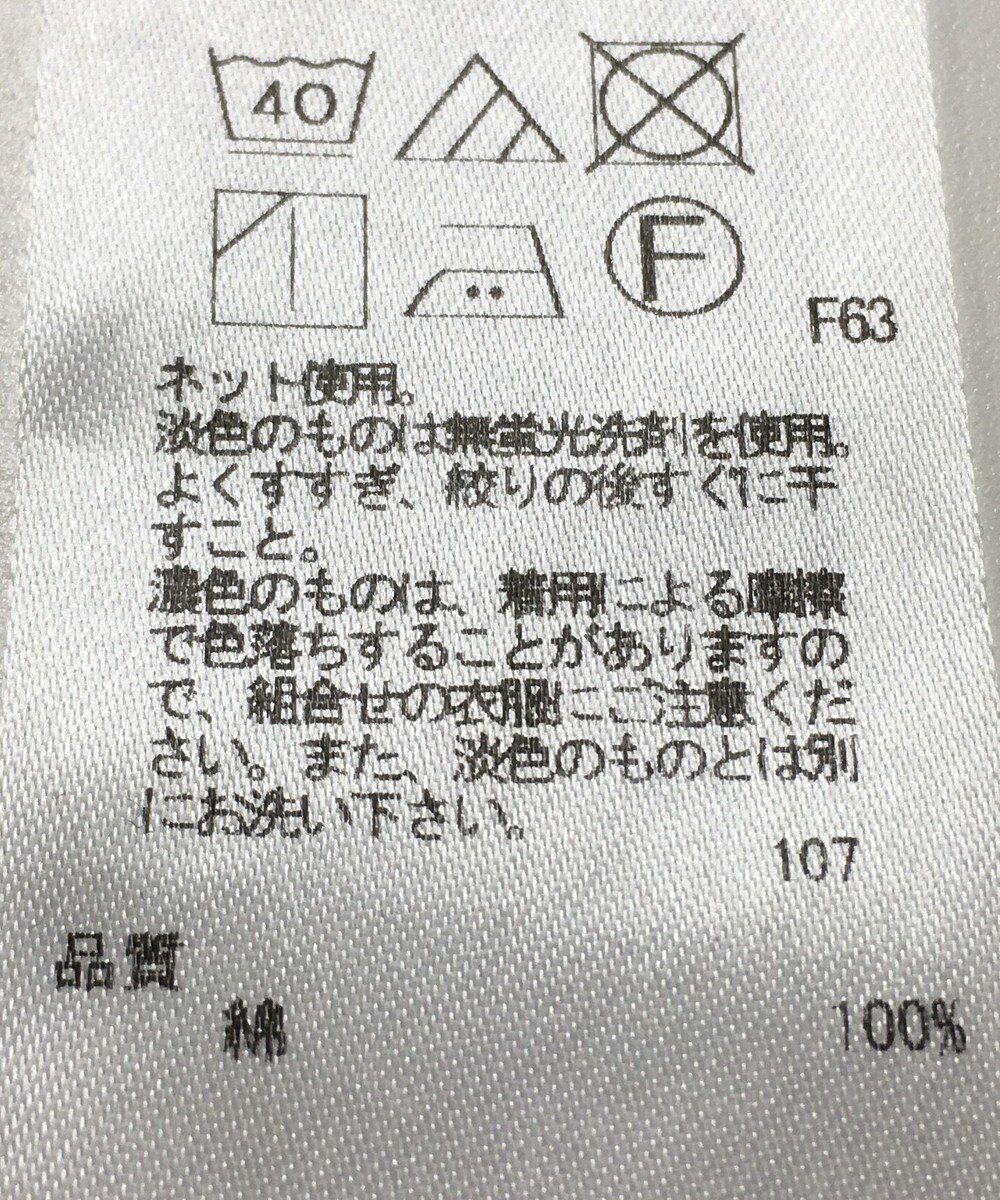 40
F
F63
ネット使用。
淡色のものは無蛍光洗剤を使用。
よくすすぎ、絞りの後すぐに干
すこと。
濃色のものは、着用による摩擦
で色落ちすることがありますの
で、組合せの衣服にご注意くだ
さい。また、淡色のものとは別
にお洗い下さい。
107
品質
綿 100%